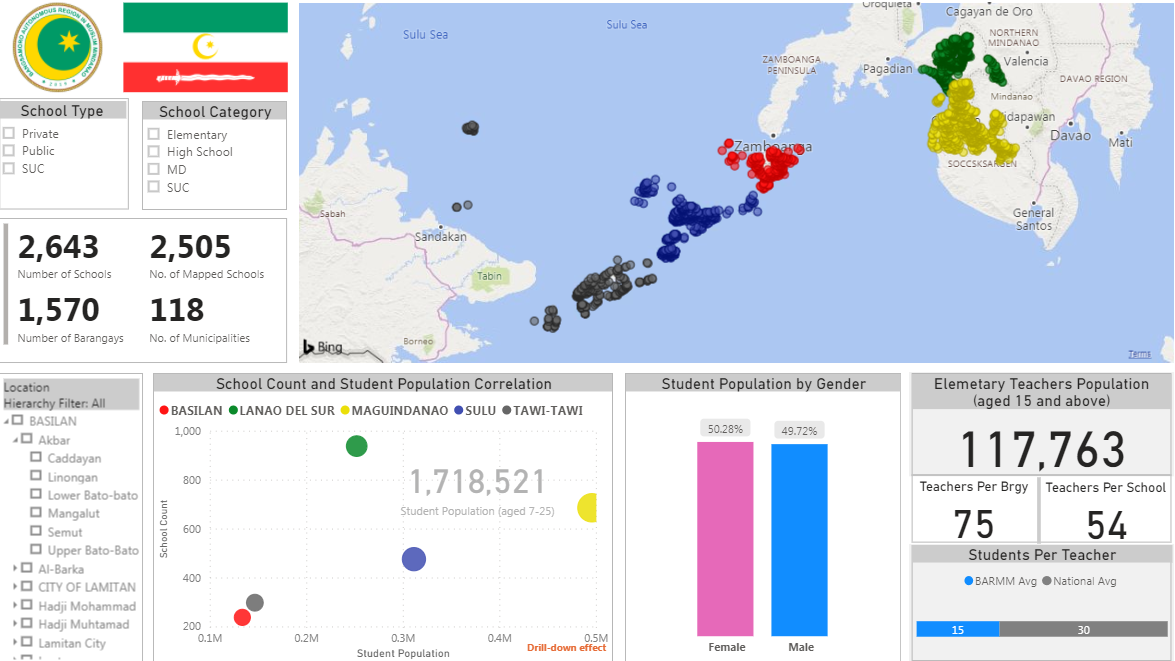 BANGSAMORO AUTONOMOUS REGION IN MUSLIM MINDANAO
School Type
Private
Public
SUC
School Category
Elementary
High School
MD
SUC
2,643
Number of Schools
2,505
No. of Mapped Schools
1,570
Number of Barangays
118
No. of Municipalities
Oroquieta
Cagayan de Oro
Sulu Sea
Sulu Sea
NORTHERN
MINDANAO
Valencia
ZAMBOANGA
PENINSULA
Pagadian
DAVAO REGION
Mindanao
idapawan
Davao
Mati
Zamboanga
SOCCSKSARGEN
Sabah
Sandakan
General
Santos
Tabin
Borneo
Bing
Terms
Location
Hierarchy Filter: All
BASILAN
Akbar
Caddayan
Linongan
Lower Bato-bato
Mangalut
Semut
Upper Bato-Bato
Al-Barka
CITY OF LAMITAN
Hadji Mohammad
Hadji Muhtamad
Lamitan City
School Count and Student Population Correlation
BASILAN LANAO DEL SUR MAGUINDANAO SULU TAWI-TAWI
1,000
800
600
400
200
School Count
1,718,521
Student Population (aged 7-25)
0.1M 0.2M 0.3M 0.4M 0.5M
Student Population
Drill-down effect
Student Population by Gender
50.28% 49.72%
Female Male
Elemetary Teachers Population
(aged 15 and above)
117,763
Teachers Per Brgy
75
Teachers Per School
54
Students Per Teacher
BARMM Avg National Avg
15 30